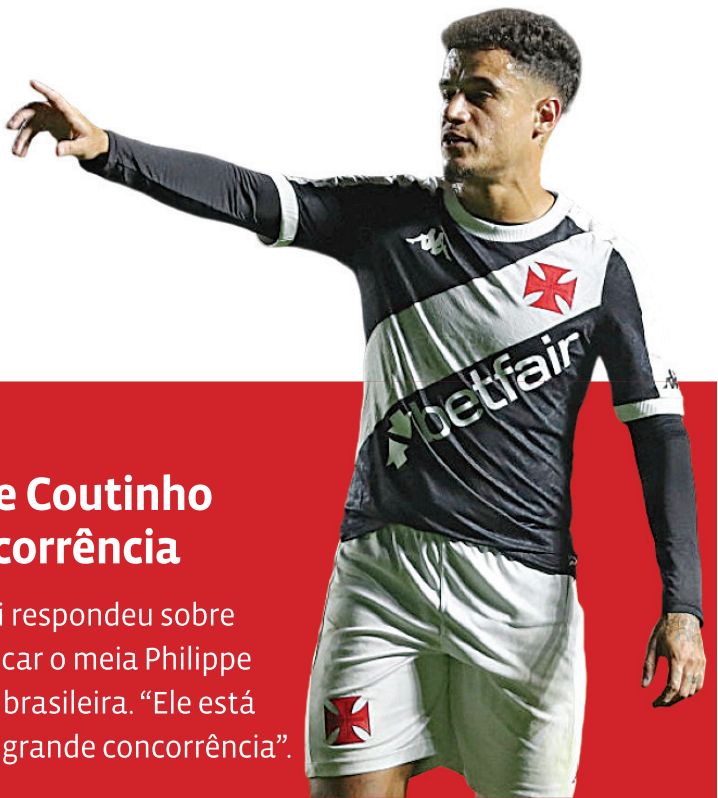 betfair
e Coutinho
corrência
i respondeu sobre
car o meia Philippe
brasileira. “Ele está
grande concorrência”.